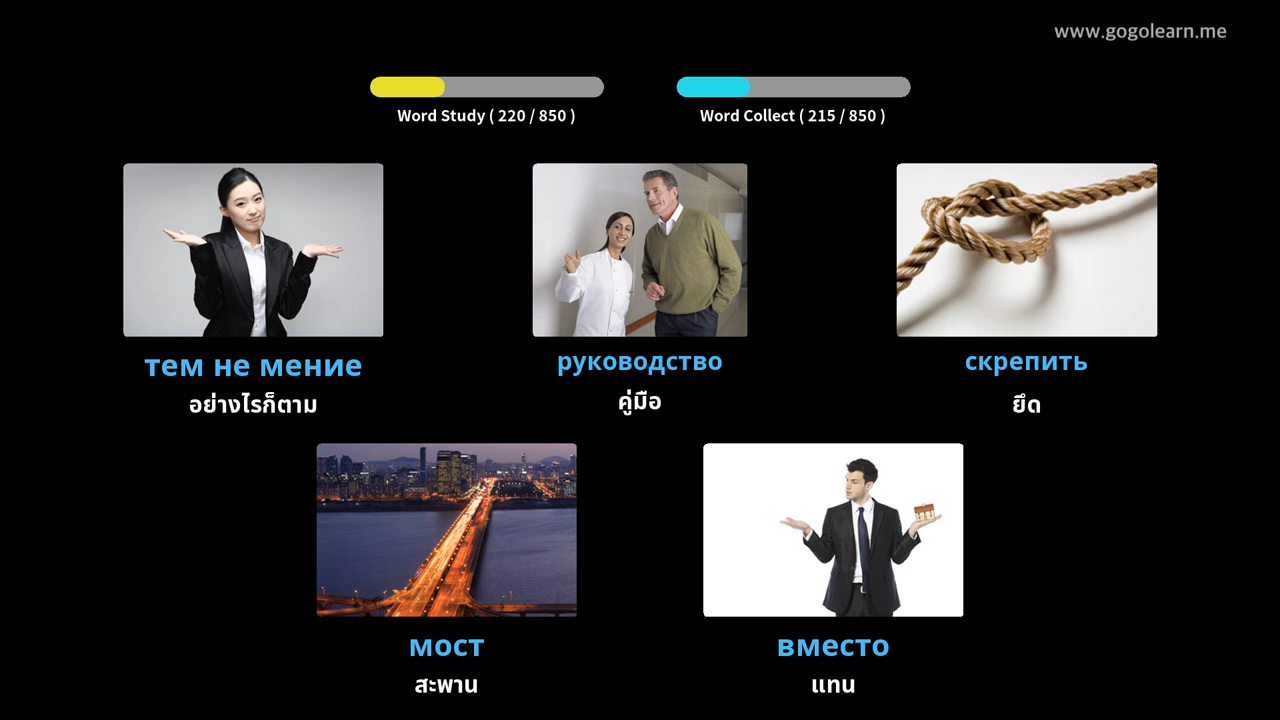 www.gogolearn.me
Word Study ( 220 / 850 )
Word Collect ( 215 / 850 )
тем не мение
อย่างไรก็ตาม
руководство
คู่มือ
скрепить
ยึด
мост
สะพาน
вместо
แทน